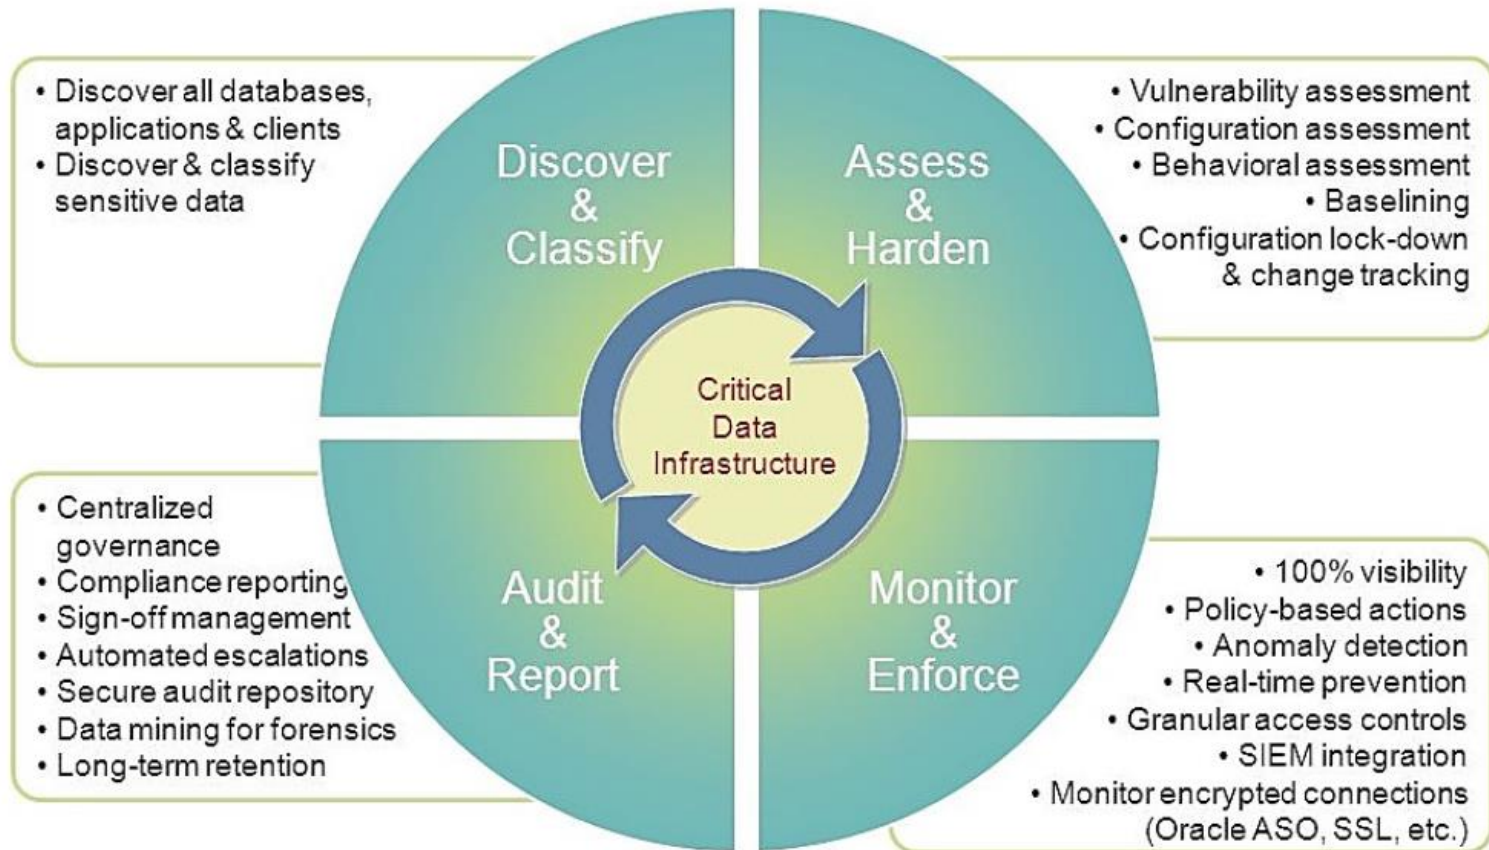 • Discover all databases,
applications & clients
• Discover & classify
sensitive data
Discover
&
Classify
Assess
&
Harden
• Vulnerability assessment
• Configuration assessment
• Behavioral assessment
• Baselining
• Configuration lock-down
& change tracking
Critical
Data
Infrastructure
• Centralized
governance
• Compliance reporting
• Sign-off management
• Automated escalations
• Secure audit repository
• Data mining for forensics
• Long-term retention
Audit
&
Report
Monitor
&
Enforce
• 100% visibility
• Policy-based actions
• Anomaly detection
• Real-time prevention
• Granular access controls
• SIEM integration
• Monitor encrypted connections
(Oracle ASO, SSL, etc.)